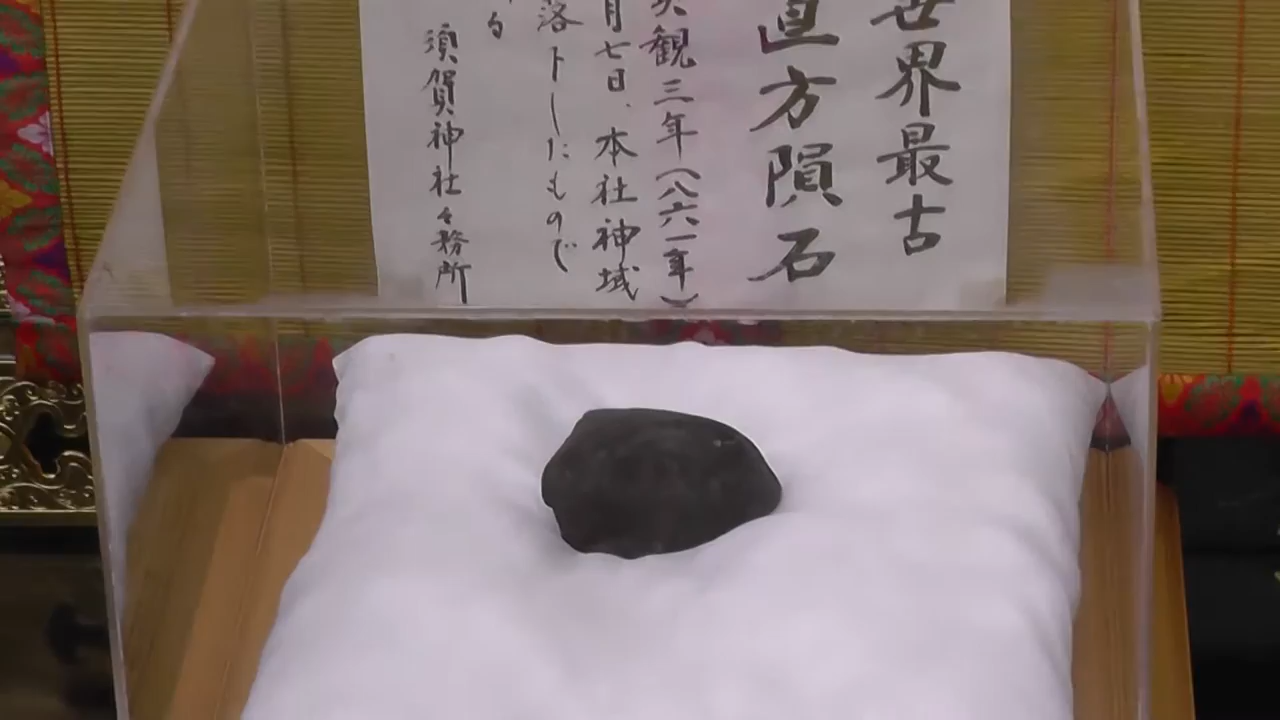 世界最古
直方隕石
貞観三年(八六一年)
月七日、本社神域
落下したもので
須賀神社々務所